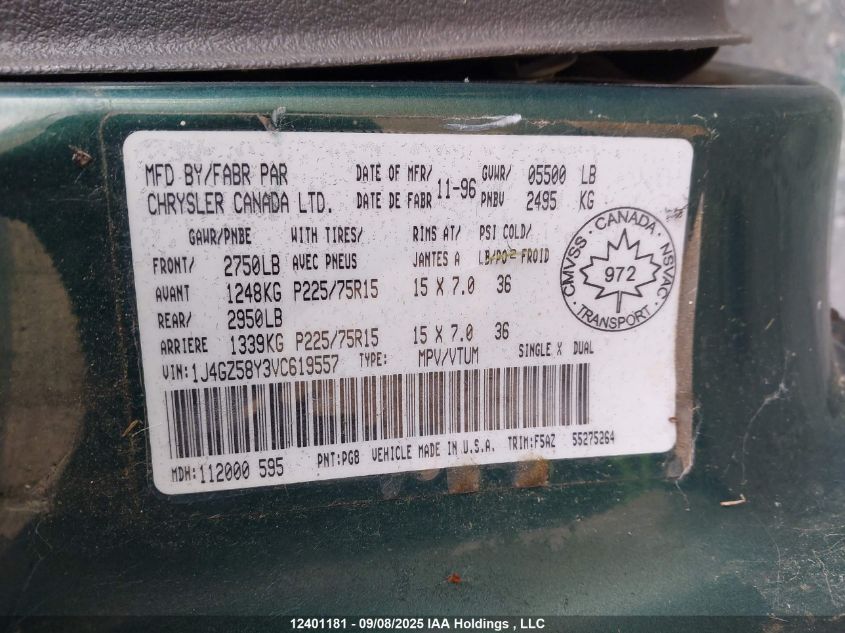 MFD BY/FABR PAR DATE OF MFR/ 11-96 GVWR/ 05500 LB
CHRYSLER CANADA LTD. DATE DE FABR PNBV 2495 KG
GAWR/PNBE WITH TIRES/ RIMS AT/ PSI COLD/
FRONT/ 2750LB AVEC PNEUS JANTES A LB/PO² FROID
AVANT 1248KG P225/75R15 15 X 7.0 36
REAR/ 2950LB
ARRIERE 1339KG P225/75R15 15 X 7.0 36
VIN: 1J4GZ58Y3VC619557 TYPE: MPV/VTUM SINGLE X DUAL
MDH: 112000 595 PNT: PG8 VEHICLE MADE IN U.S.A. TRIM: F5AZ 55275264
CMVSS · CANADA · NSVAC
972
· TRANSPORT ·
12401181 - 09/08/2025 IAA Holdings , LLC